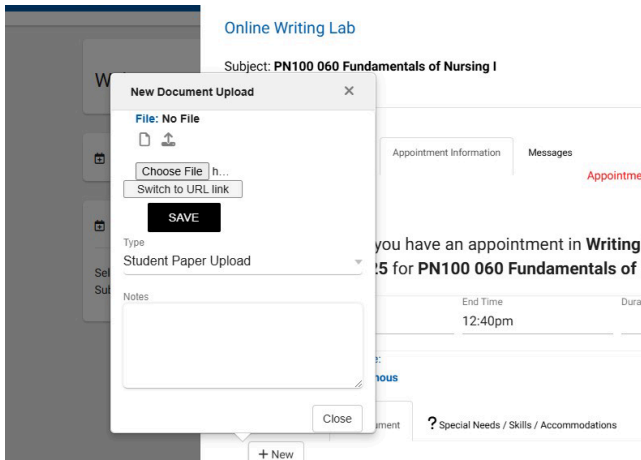 Online Writing Lab
Subject: PN100 060 Fundamentals of Nursing I
New Document Upload
File: No File
Choose File h...
Switch to URL link
SAVE
Type
Student Paper Upload
Notes
Close
Appointment Information
Messages
you have an appointment in Writing
for PN100 060 Fundamentals of
End Time
12:40pm
? Special Needs / Skills / Accommodations
+ New